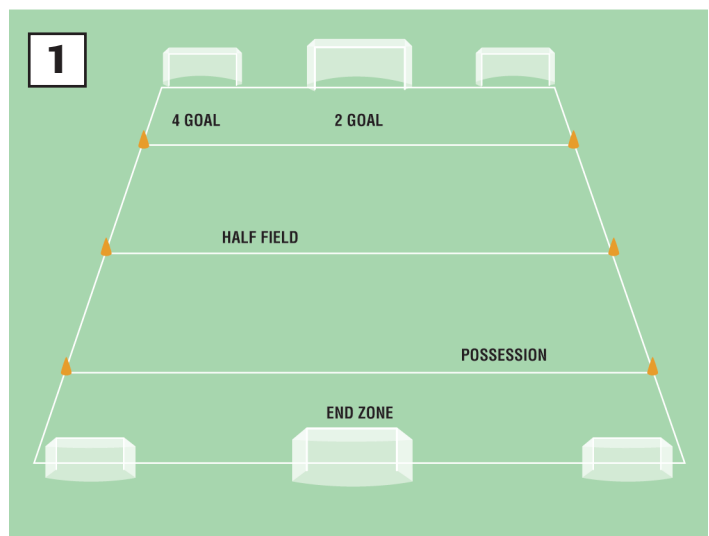 1
4 GOAL 2 GOAL
HALF FIELD
POSSESSION
END ZONE